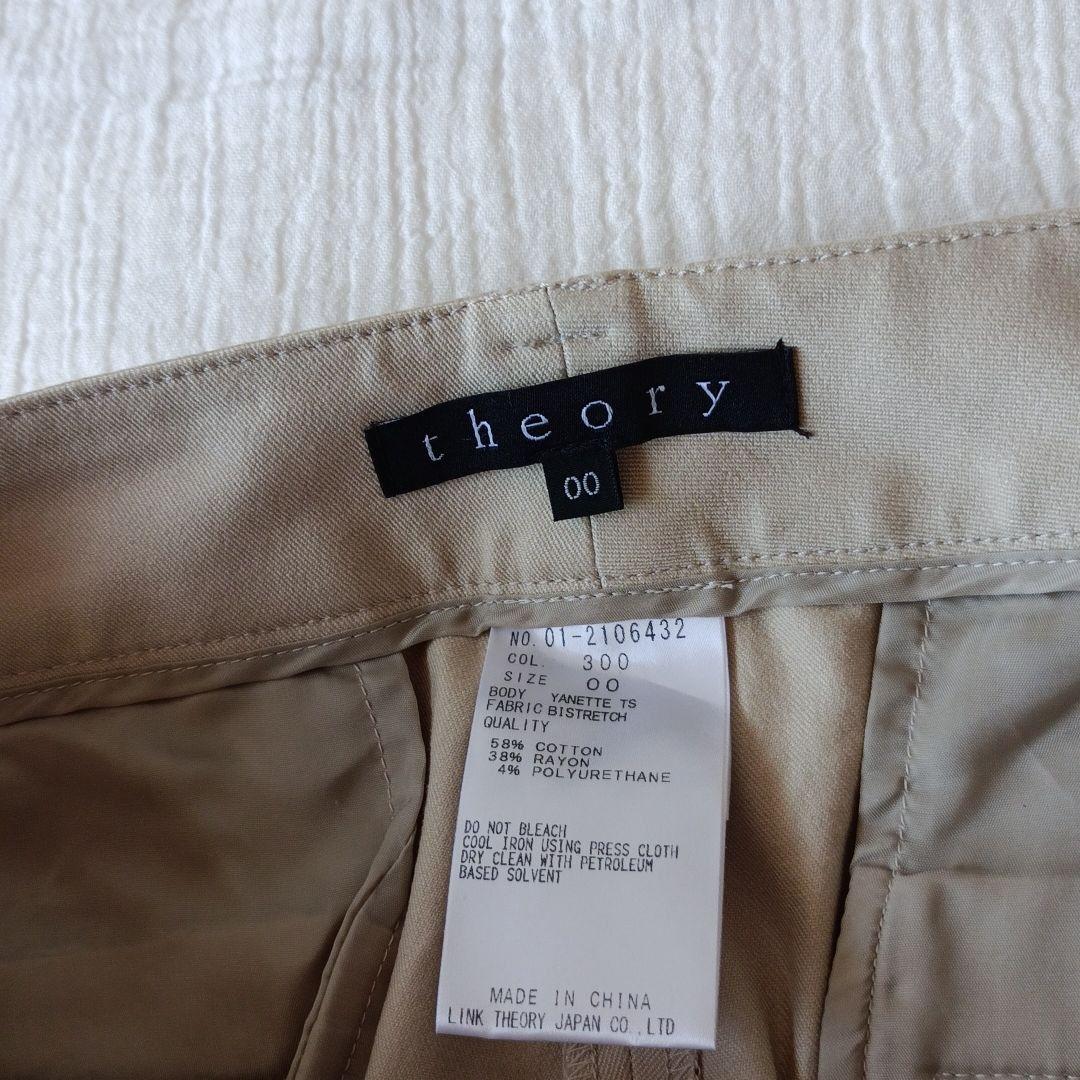 theory
00
NO. 01-2106432
COL. 300
SIZE 00
BODY YANETTE TS
FABRIC BISTRETCH
QUALITY
58% COTTON
38% RAYON
4% POLYURETHANE
DO NOT BLEACH
COOL IRON USING PRESS CLOTH
DRY CLEAN WITH PETROLEUM
BASED SOLVENT
MADE IN CHINA
LINK THEORY JAPAN CO.,LTD